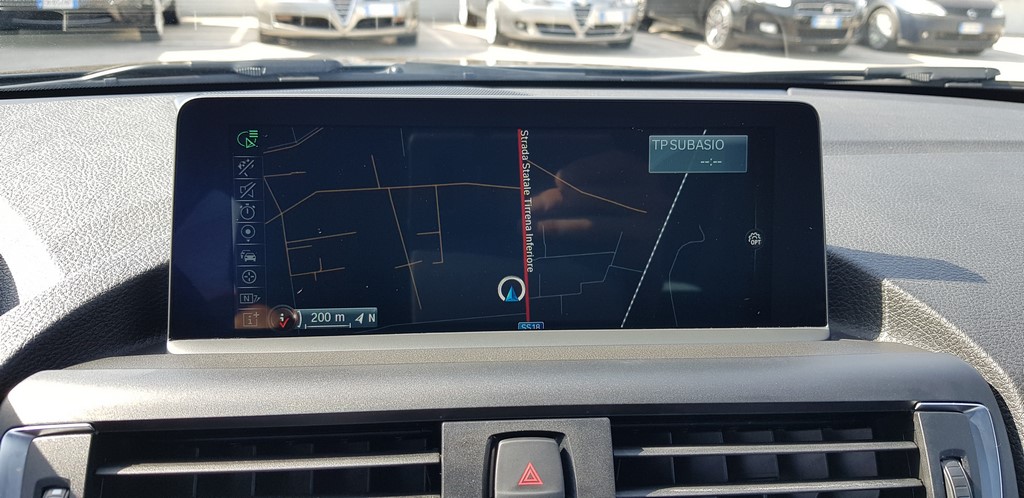 TP SUBASIO
--:--
Strada Statale Tirrena Inferiore
OPT
N
200 m
N
SS18